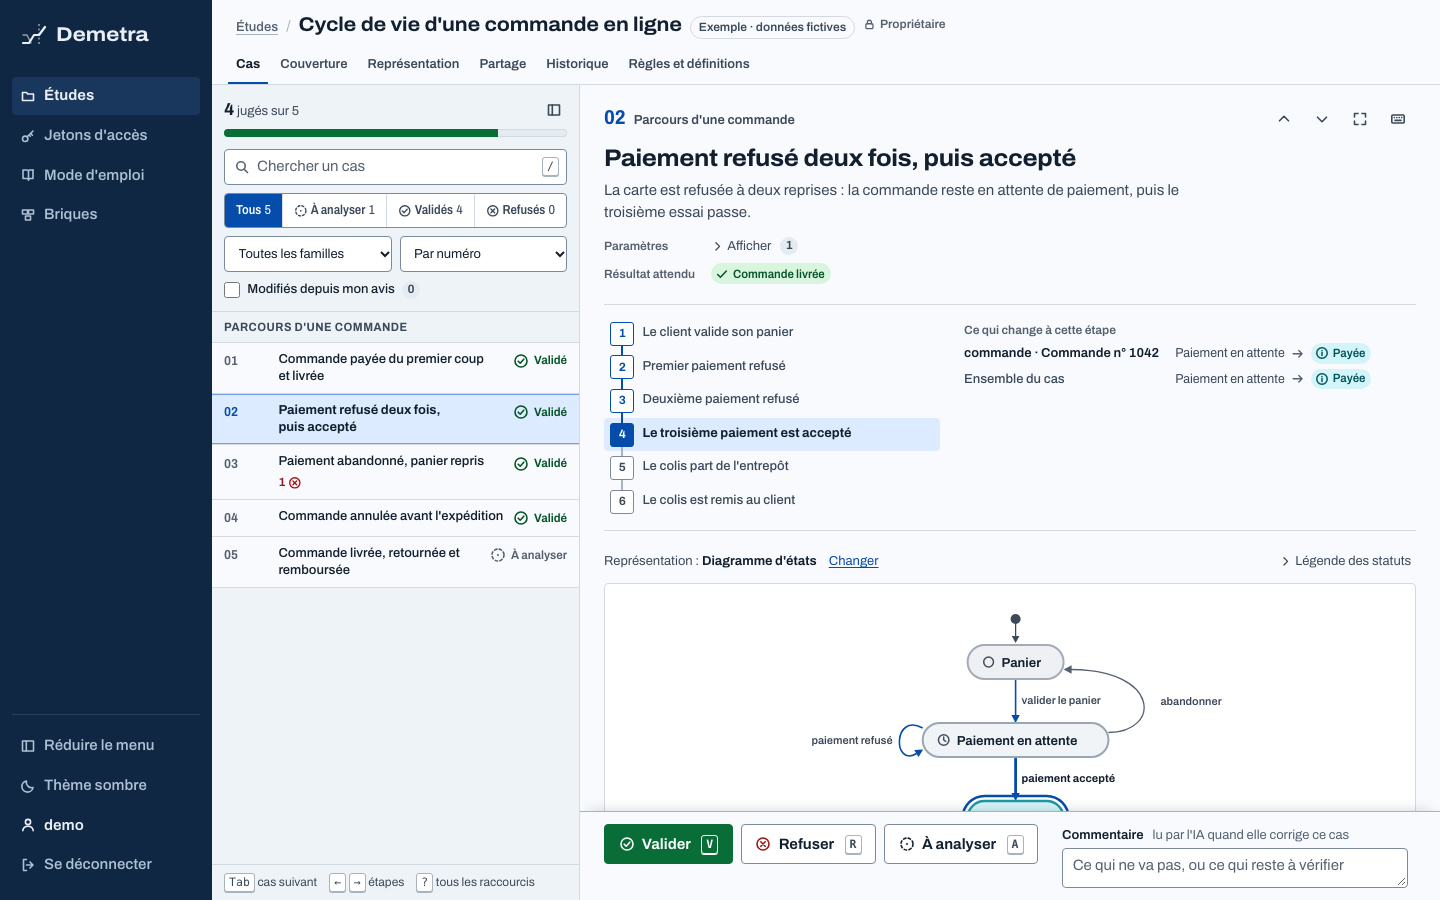 Demetra
Études
Jetons d'accès
Mode d'emploi
Briques
Réduire le menu
Thème sombre
demo
Se déconnecter
Études / Cycle de vie d'une commande en ligne Exemple · données fictives Propriétaire
Cas Couverture Représentation Partage Historique Règles et définitions
4 jugés sur 5
Chercher un cas /
Tous 5 À analyser 1 Validés 4 Refusés 0
Toutes les familles Par numéro
Modifiés depuis mon avis 0
PARCOURS D'UNE COMMANDE
01 Commande payée du premier coup Validé
et livrée
02 Paiement refusé deux fois, Validé
puis accepté
03 Paiement abandonné, panier repris Validé
1
04 Commande annulée avant l'expédition Validé
05 Commande livrée, retournée et À analyser
remboursée
Tab cas suivant ← → étapes ? tous les raccourcis
02 Parcours d'une commande
Paiement refusé deux fois, puis accepté
La carte est refusée à deux reprises : la commande reste en attente de paiement, puis le
troisième essai passe.
Paramètres Afficher 1
Résultat attendu Commande livrée
1 Le client valide son panier
2 Premier paiement refusé
3 Deuxième paiement refusé
4 Le troisième paiement est accepté
5 Le colis part de l'entrepôt
6 Le colis est remis au client
Ce qui change à cette étape
commande · Commande n° 1042 Paiement en attente → Payée
Ensemble du cas Paiement en attente → Payée
Représentation : Diagramme d'états Changer Légende des statuts
Panier
valider le panier abandonner
paiement refusé Paiement en attente
paiement accepté
Valider V Refuser R À analyser A
Commentaire lu par l'IA quand elle corrige ce cas
Ce qui ne va pas, ou ce qui reste à vérifier